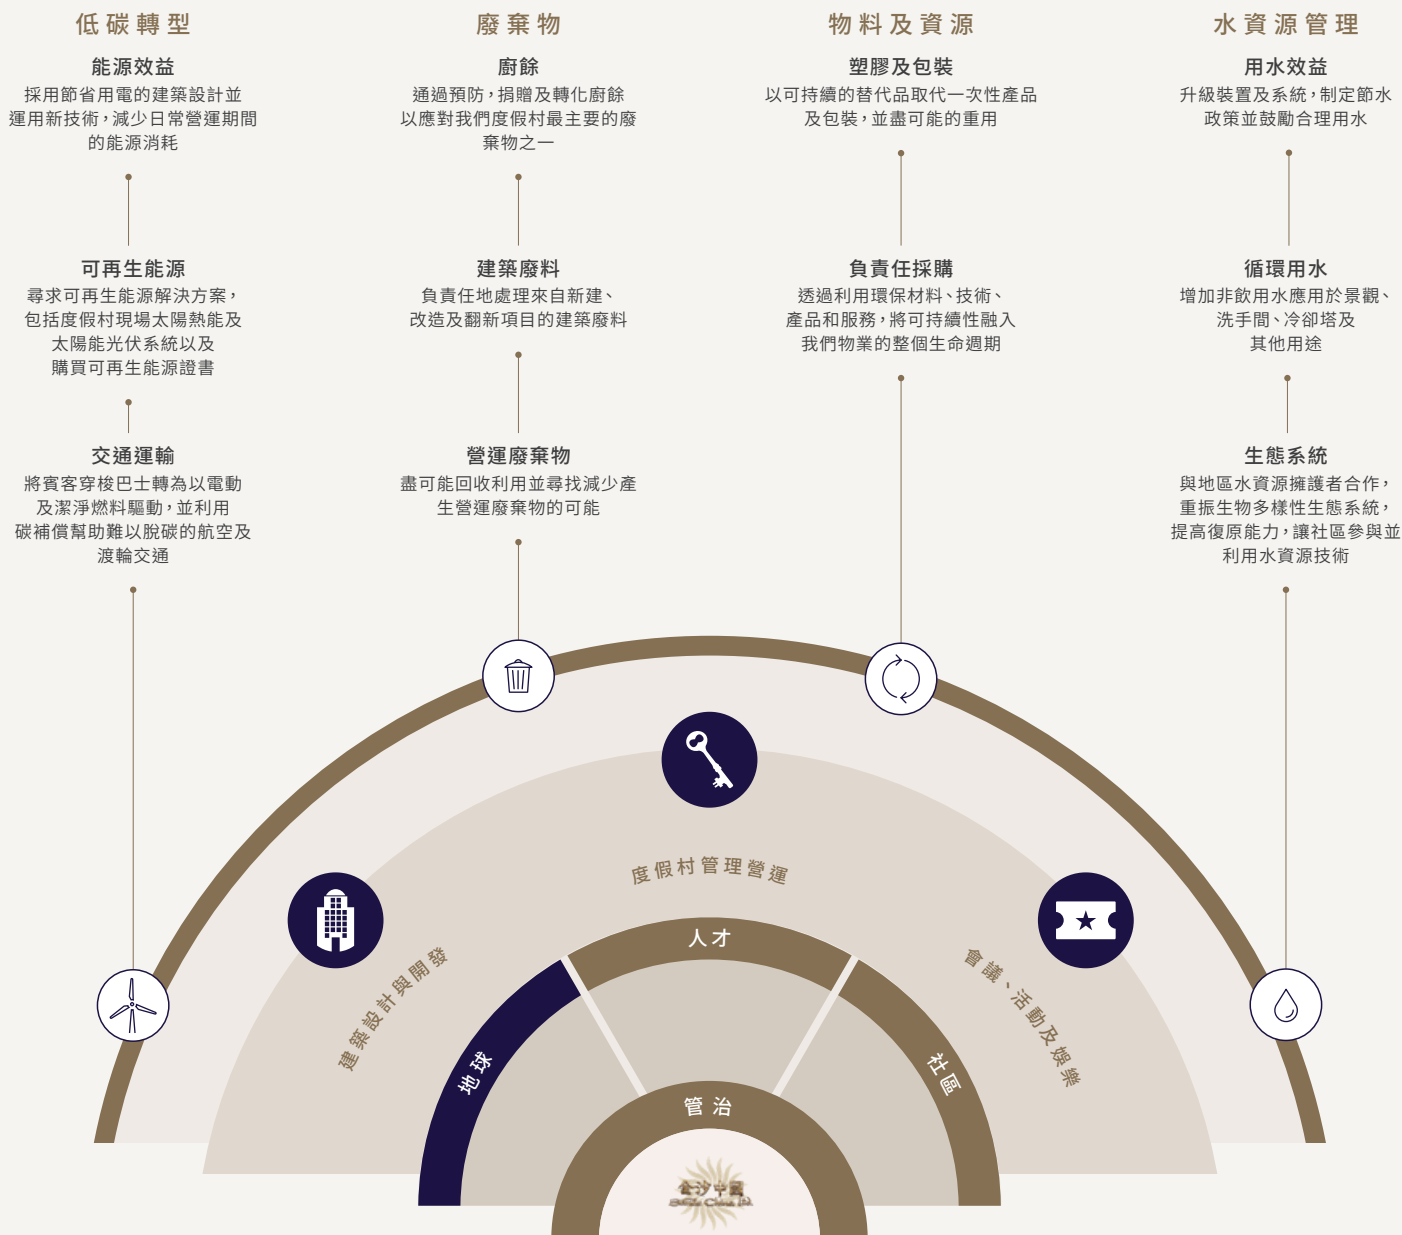 低碳轉型
能源效益
採用節省用電的建築設計並
運用新技術，減少日常營運期間
的能源消耗
可再生能源
尋求可再生能源解決方案，
包括度假村現場太陽熱能及
太陽能光伏系統以及
購買可再生能源證書
交通運輸
將賓客穿梭巴士轉為以電動
及潔淨燃料驅動，並利用
碳補償幫助難以脫碳的航空及
渡輪交通
廢棄物
廚餘
通過預防，捐贈及轉化廚餘
以應對我們度假村最主要的廢
棄物之一
建築廢料
負責任地處理來自新建、
改造及翻新項目的建築廢料
營運廢棄物
盡可能回收利用並尋找減少產
生營運廢棄物的可能
物料及資源
塑膠及包裝
以可持續的替代品取代一次性產品
及包裝，並盡可能的重用
負責任採購
透過利用環保材料、技術、
產品和服務，將可持續性融入
我們物業的整個生命週期
水資源管理
用水效益
升級裝置及系統，制定節水
政策並鼓勵合理用水
循環用水
增加非飲用水應用於景觀、
洗手間、冷卻塔及
其他用途
生態系統
與地區水資源擁護者合作，
重振生物多樣性生態系統，
提高復原能力，讓社區參與並
利用水資源技術
度假村管理營運
建築設計與開發
會議、活動及娛樂
人才
地球
社區
管治
金沙中國
Sands China Ltd.